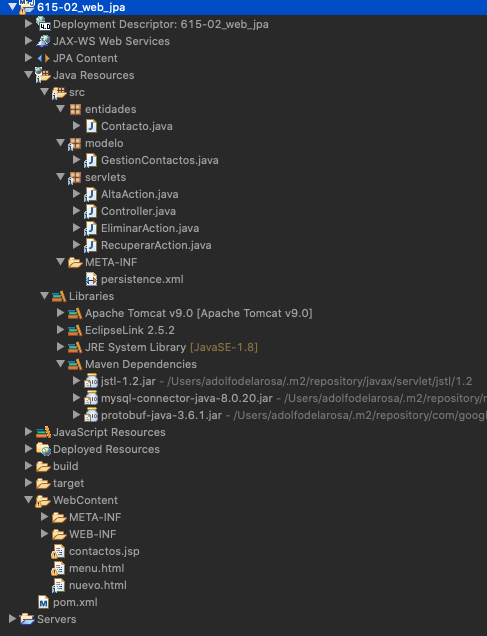 615-02_web_jpa
Deployment Descriptor: 615-02_web_jpa
JAX-WS Web Services
JPA Content
Java Resources
src
entidades
Contacto.java
modelo
GestionContactos.java
servlets
AltaAction.java
Controller.java
EliminarAction.java
RecuperarAction.java
META-INF
persistence.xml
Libraries
Apache Tomcat v9.0 [Apache Tomcat v9.0]
EclipseLink 2.5.2
JRE System Library [JavaSE-1.8]
Maven Dependencies
jstl-1.2.jar - /Users/adolfodelarosa/.m2/repository/javax/servlet/jstl/1.2
mysql-connector-java-8.0.20.jar - /Users/adolfodelarosa/.m2/repository/
protobuf-java-3.6.1.jar - /Users/adolfodelarosa/.m2/repository/com/goog
JavaScript Resources
Deployed Resources
build
target
WebContent
META-INF
WEB-INF
contactos.jsp
menu.html
nuevo.html
pom.xml
Servers